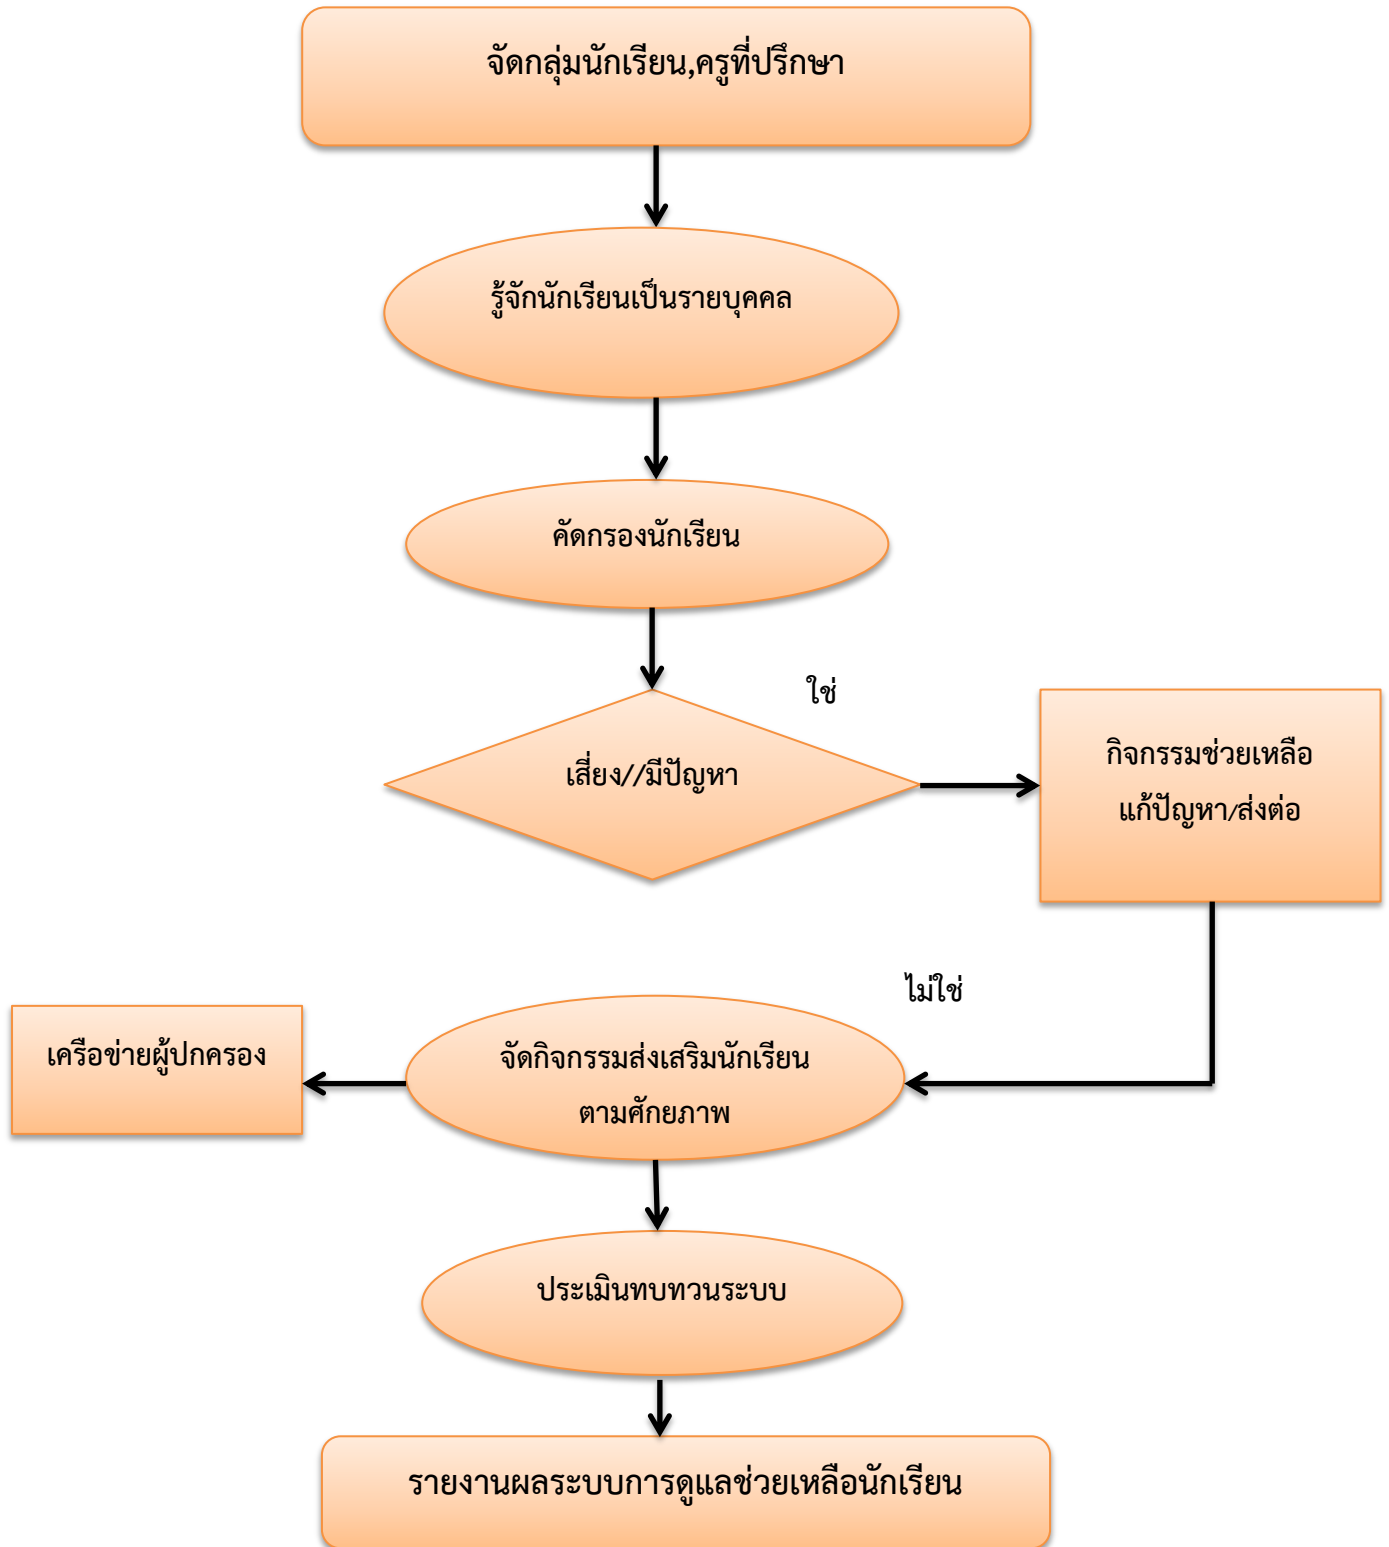 จัดกลุ่มนักเรียน,ครูที่ปรึกษา
รู้จักนักเรียนเป็นรายบุคคล
คัดกรองนักเรียน
ใช่
เสี่ยง//มีปัญหา
กิจกรรมช่วยเหลือ
แก้ปัญหา/ส่งต่อ
ไม่ใช่
เครือข่ายผู้ปกครอง
จัดกิจกรรมส่งเสริมนักเรียน
ตามศักยภาพ
ประเมินทบทวนระบบ
รายงานผลระบบการดูแลช่วยเหลือนักเรียน